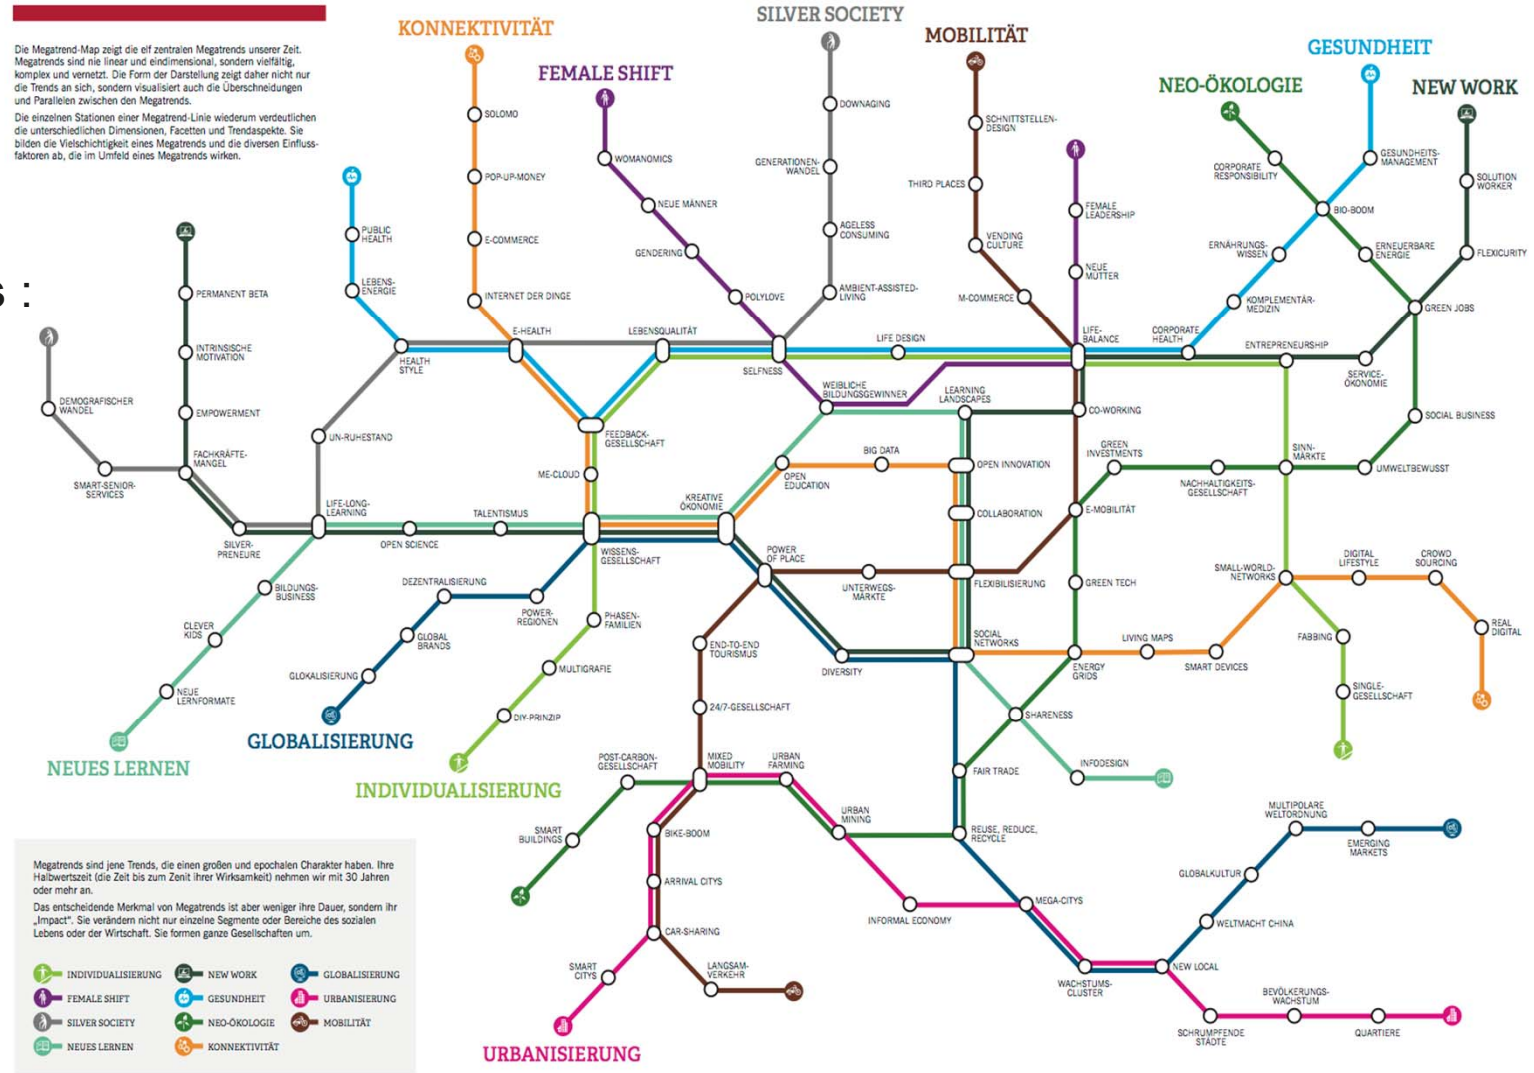 Die Megatrend-Map zeigt die elf zentralen Megatrends unserer Zeit.
Megatrends sind nie linear und eindimensional, sondern vielfältig,
komplex und vernetzt. Die Form der Darstellung zeigt daher nicht nur
die Trends an sich, sondern visualisiert auch die Überschneidungen
und Parallelen zwischen den Megatrends.
Die einzelnen Stationen einer Megatrend-Linie wiederum verdeutlichen
die unterschiedlichen Dimensionen, Facetten und Trendaspekte. Sie
bilden die Vielschichtigkeit eines Megatrends und die diversen Einfluss-
faktoren ab, die im Umfeld eines Megatrends wirken.
s :
KONNEKTIVITÄT
SOLOMO
POP-UP-MONEY
E-COMMERCE
INTERNET DER DINGE
E-HEALTH
FEMALE SHIFT
WOMANOMICS
NEUE MÄNNER
GENDERING
POLYLOVE
SILVER SOCIETY
DOWNAGING
GENERATIONEN-
WANDEL
AGELESS
CONSUMING
AMBIENT-ASSISTED-
LIVING
MOBILITÄT
SCHNITTSTELLEN-
DESIGN
THIRD PLACES
VENDING
CULTURE
M-COMMERCE
FEMALE
LEADERSHIP
NEUE
MÜTTER
LIFE-
BALANCE
NEO-ÖKOLOGIE
CORPORATE
RESPONSIBILITY
BIO-BOOM
ERNEUERBARE
ENERGIE
GREEN JOBS
GESUNDHEIT
GESUNDHEITS-
MANAGEMENT
ERNÄHRUNGS-
WISSEN
KOMPLEMENTÄR-
MEDIZIN
CORPORATE
HEALTH
NEW WORK
SOLUTION
WORKER
FLEXICURITY
ENTREPRENEURSHIP
SERVICE-
ÖKONOMIE
SOCIAL BUSINESS
UMWELTBEWUSST
PUBLIC
HEALTH
LEBENS-
ENERGIE
HEALTH
STYLE
PERMANENT BETA
INTRINSISCHE
MOTIVATION
EMPOWERMENT
FACHKRÄFTE-
MANGEL
DEMOGRAFISCHER
WANDEL
SMART-SENIOR-
SERVICES
SILVER-
PRENEURE
UN-RUHESTAND
LIFE-LONG-
LEARNING
OPEN SCIENCE
TALENTISMUS
LEBENSQUALITÄT
SELFNESS
LIFE DESIGN
FEEDBACK-
GESELLSCHAFT
ME-CLOUD
WISSENS-
GESELLSCHAFT
KREATIVE
ÖKONOMIE
WEIBLICHE
BILDUNGSGEWINNER
LEARNING
LANDSCAPES
CO-WORKING
OPEN
EDUCATION
BIG DATA
OPEN INNOVATION
COLLABORATION
FLEXIBILISIERUNG
GREEN
INVESTMENTS
NACHHALTIGKEITS-
GESELLSCHAFT
SINN-
MÄRKTE
E-MOBILITÄT
GREEN TECH
POWER
OF PLACE
UNTERWEGS-
MÄRKTE
SMALL-WORLD-
NETWORKS
DIGITAL
LIFESTYLE
CROWD
SOURCING
REAL
DIGITAL
FABBING
SINGLE-
GESELLSCHAFT
BILDUNGS-
BUSINESS
CLEVER
KIDS
NEUE
LERNFORMATE
NEUES LERNEN
DEZENTRALISIERUNG
POWER-
REGIONEN
GLOBAL
BRANDS
GLOKALISIERUNG
GLOBALISIERUNG
PHASEN-
FAMILIEN
MULTIGRAFIE
DIY-PRINZIP
INDIVIDUALISIERUNG
END-TO-END
TOURISMUS
24/7-GESELLSCHAFT
DIVERSITY
SOCIAL
NETWORKS
ENERGY
GRIDS
LIVING MAPS
SMART DEVICES
SHARENESS
INFODESIGN
FAIR TRADE
POST-CARBON-
GESELLSCHAFT
MIXED
MOBILITY
URBAN
FARMING
URBAN
MINING
REUSE, REDUCE,
RECYCLE
SMART
BUILDINGS
BIKE-BOOM
ARRIVAL CITYS
CAR-SHARING
SMART
CITYS
LANGSAM-
VERKEHR
URBANISIERUNG
INFORMAL ECONOMY
MEGA-CITYS
WACHSTUMS-
CLUSTER
NEW LOCAL
WELTMACHT CHINA
GLOBALKULTUR
MULTIPOLARE
WELTORDNUNG
EMERGING
MARKETS
SCHRUMPFENDE
STÄDTE
BEVÖLKERUNGS-
WACHSTUM
QUARTIERE
Megatrends sind jene Trends, die einen großen und epochalen Charakter haben. Ihre
Halbwertszeit (die Zeit bis zum Zenit ihrer Wirksamkeit) nehmen wir mit 30 Jahren
oder mehr an.
Das entscheidende Merkmal von Megatrends ist aber weniger ihre Dauer, sondern ihr
„Impact“. Sie verändern nicht nur einzelne Segmente oder Bereiche des sozialen
Lebens oder der Wirtschaft. Sie formen ganze Gesellschaften um.
INDIVIDUALISIERUNG
NEW WORK
GLOBALISIERUNG
FEMALE SHIFT
GESUNDHEIT
URBANISIERUNG
SILVER SOCIETY
NEO-ÖKOLOGIE
MOBILITÄT
NEUES LERNEN
KONNEKTIVITÄT